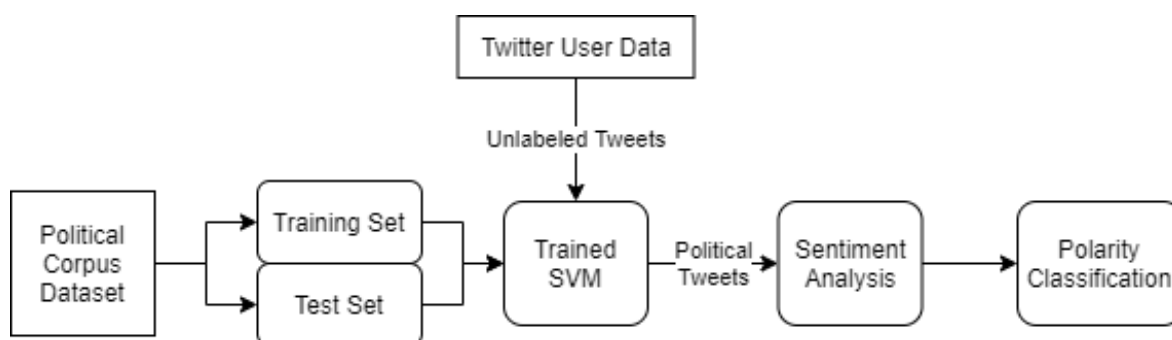 Twitter User Data
Unlabeled Tweets
Political
Corpus
Dataset
Training Set
Test Set
Trained
SVM
Political
Tweets
Sentiment
Analysis
Polarity
Classification